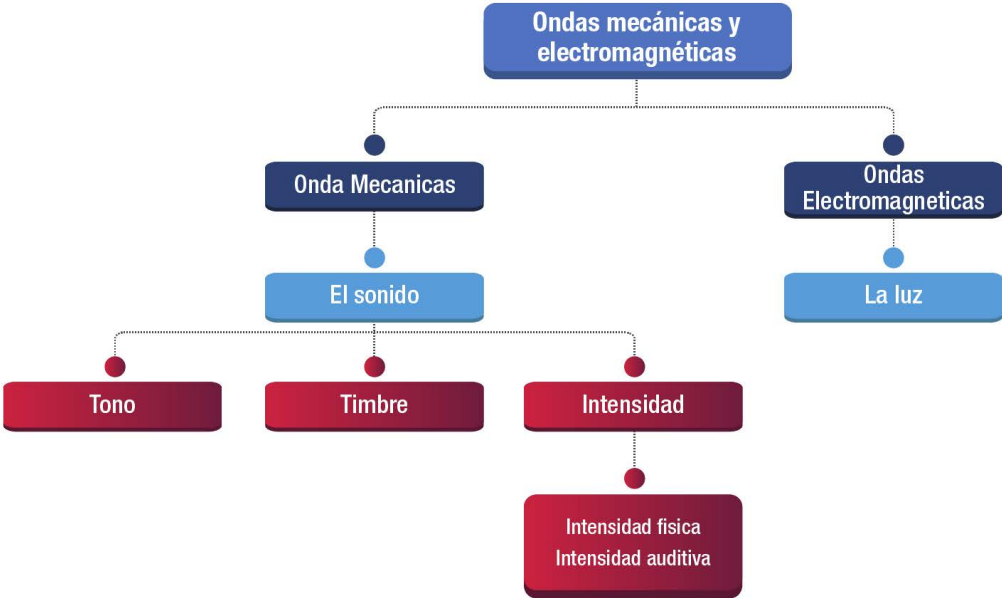 Ondas mecánicas y
electromagnéticas
Onda Mecanicas
Ondas
Electromagneticas
El sonido
La luz
Tono
Timbre
Intensidad
Intensidad fisica
Intensidad auditiva